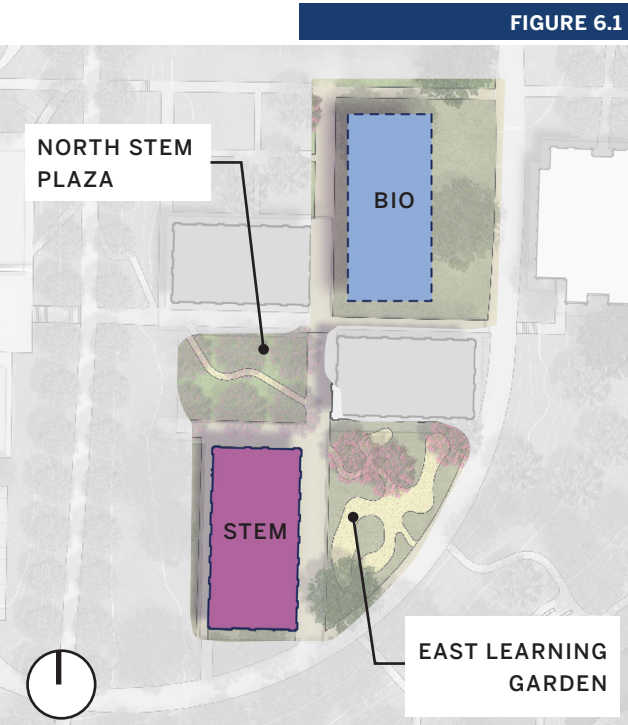 FIGURE 6.1
NORTH STEM
PLAZA
BIO
STEM
EAST LEARNING
GARDEN